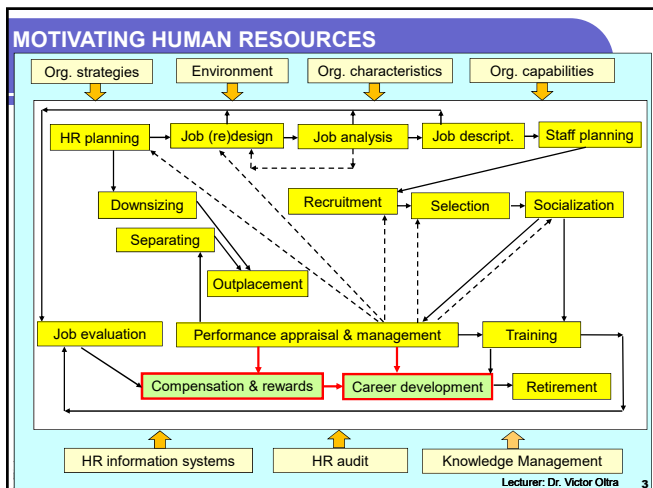 MOTIVATING HUMAN RESOURCES
Org. strategies
Environment
Org. characteristics
Org. capabilities
HR planning
Job (re)design
Job analysis
Job descript.
Staff planning
Downsizing
Recruitment
Selection
Socialization
Separating
Outplacement
Job evaluation
Performance appraisal & management
Training
Compensation & rewards
Career development
Retirement
HR information systems
HR audit
Knowledge Management
Lecturer: Dr. Victor Oltra
3